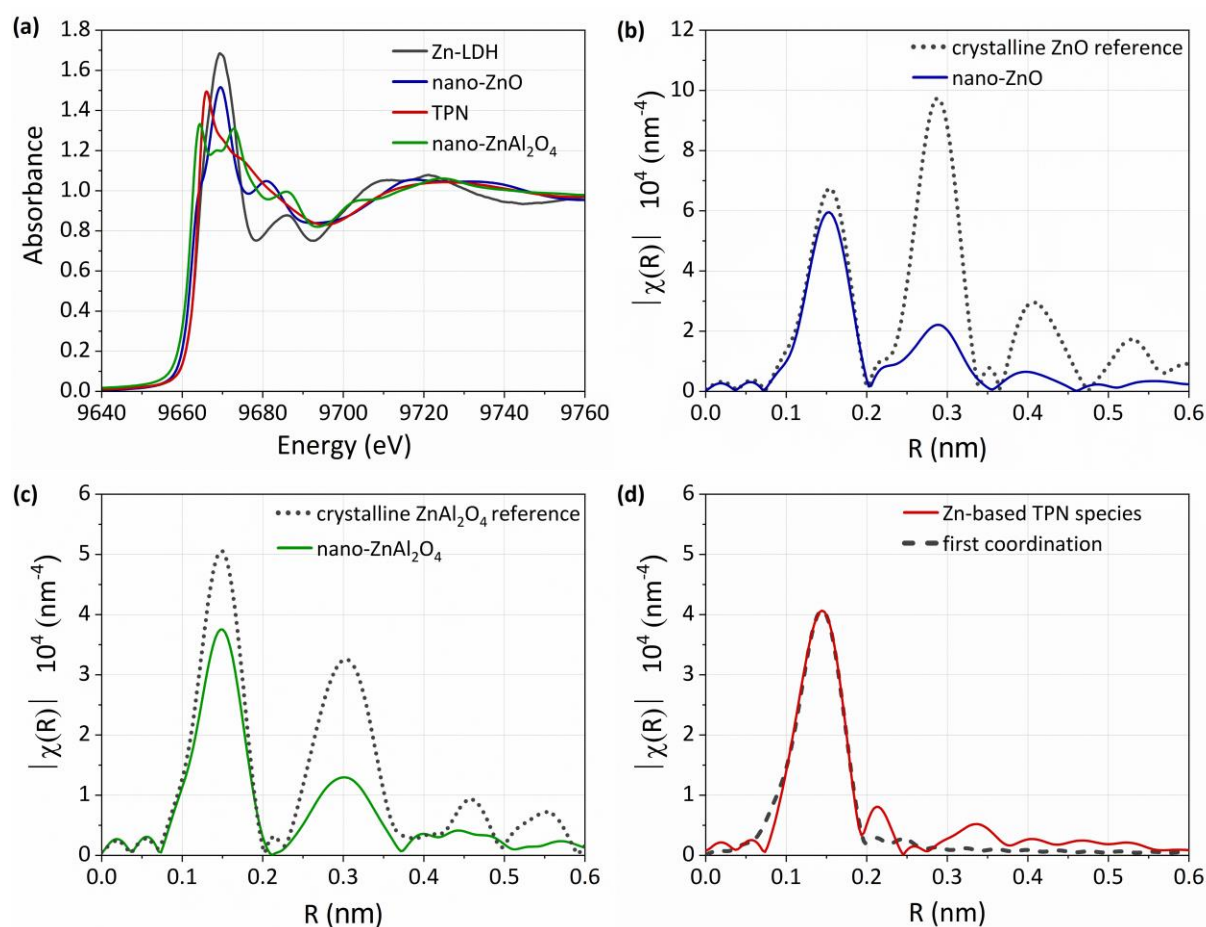 (a)
1.8
1.6
1.4
1.2
1.0
0.8
0.6
0.4
0.2
0.0
Absorbance
Zn-LDH
nano-ZnO
TPN
nano-ZnAl₂O₄
9640 9660 9680 9700 9720 9740 9760
Energy (eV)
(b)
12
10
8
6
4
2
0
|χ(R)| 10⁴ (nm⁻⁴)
crystalline ZnO reference
nano-ZnO
0.0 0.1 0.2 0.3 0.4 0.5 0.6
R (nm)
(c)
6
5
4
3
2
1
0
|χ(R)| 10⁴ (nm⁻⁴)
crystalline ZnAl₂O₄ reference
nano-ZnAl₂O₄
0.0 0.1 0.2 0.3 0.4 0.5 0.6
R (nm)
(d)
6
5
4
3
2
1
0
|χ(R)| 10⁴ (nm⁻⁴)
Zn-based TPN species
first coordination
0.0 0.1 0.2 0.3 0.4 0.5 0.6
R (nm)